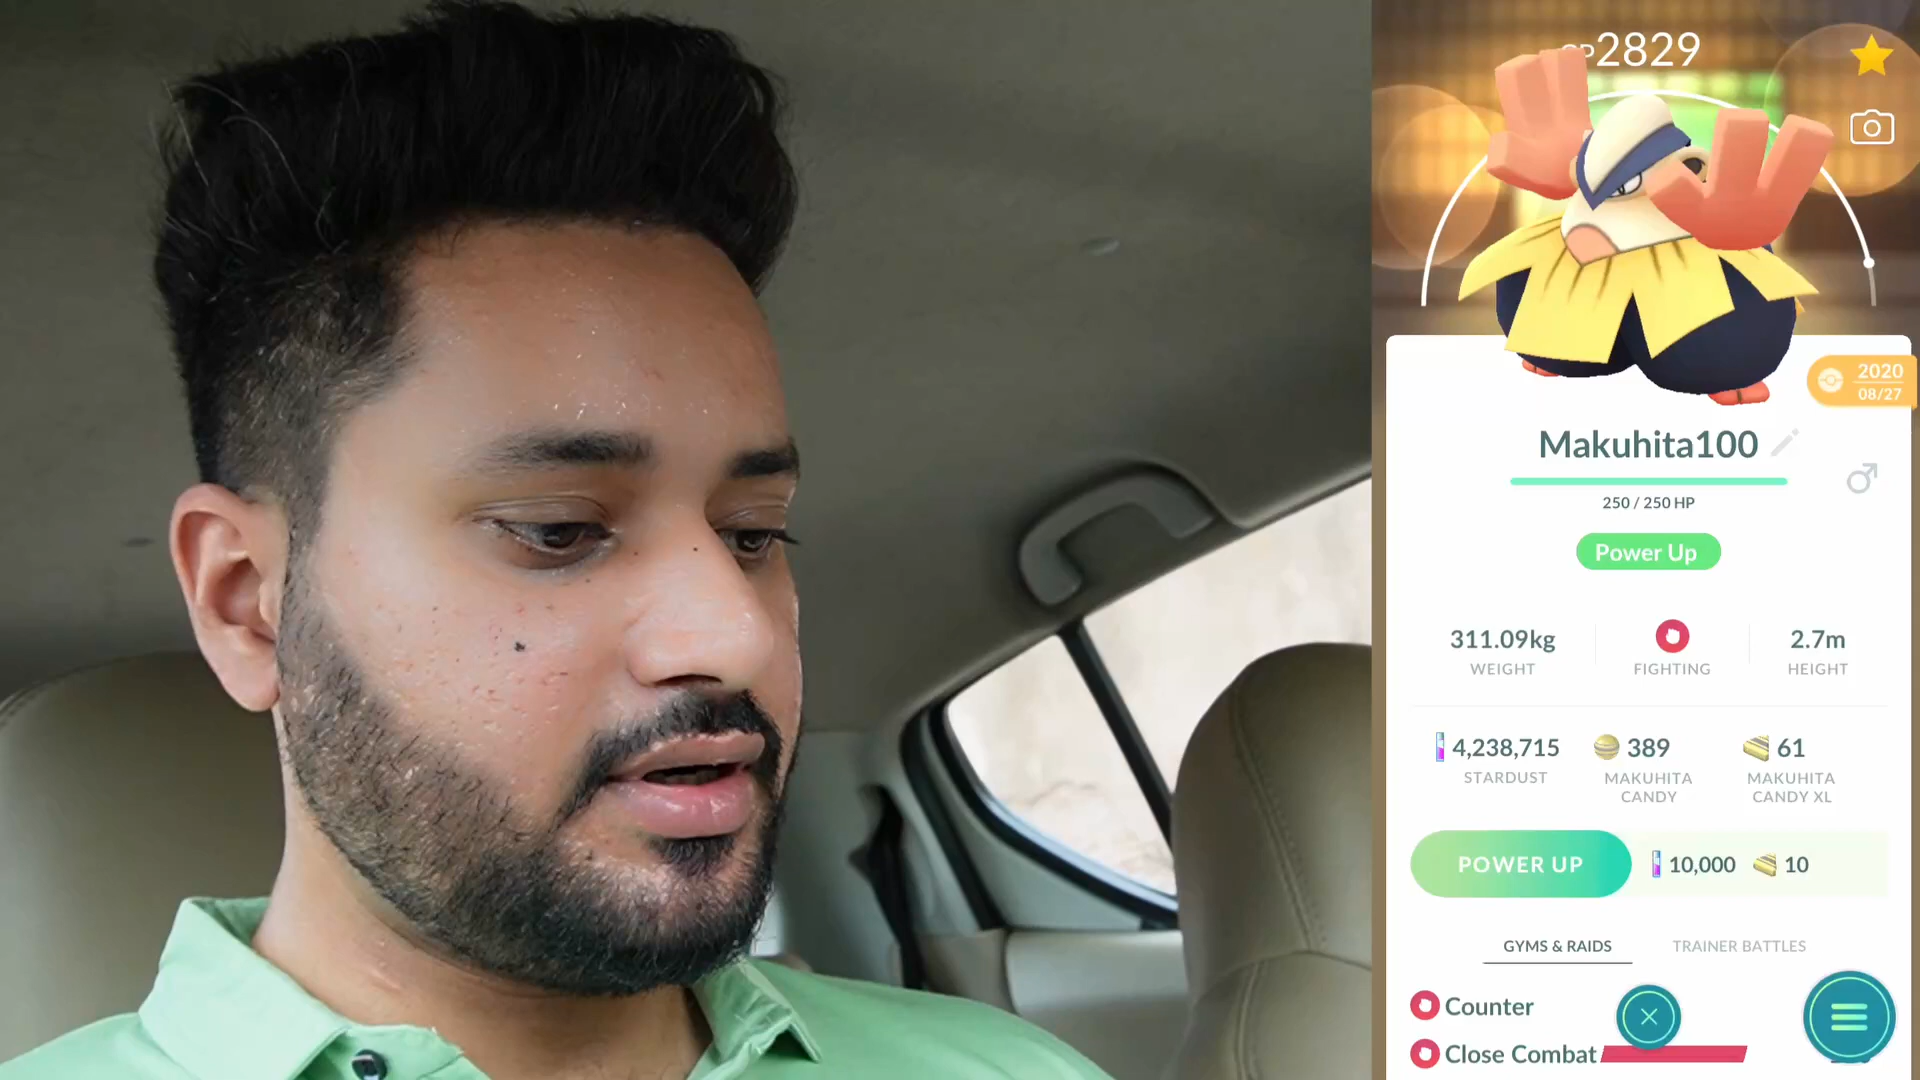 CP2829
2020
08/27
Makuhita100
250 / 250 HP
Power Up
311.09kg
WEIGHT
FIGHTING
2.7m
HEIGHT
4,238,715
STARDUST
389
MAKUHITA
CANDY
61
MAKUHITA
CANDY XL
POWER UP
10,000
10
GYMS & RAIDS
TRAINER BATTLES
Counter
Close Combat